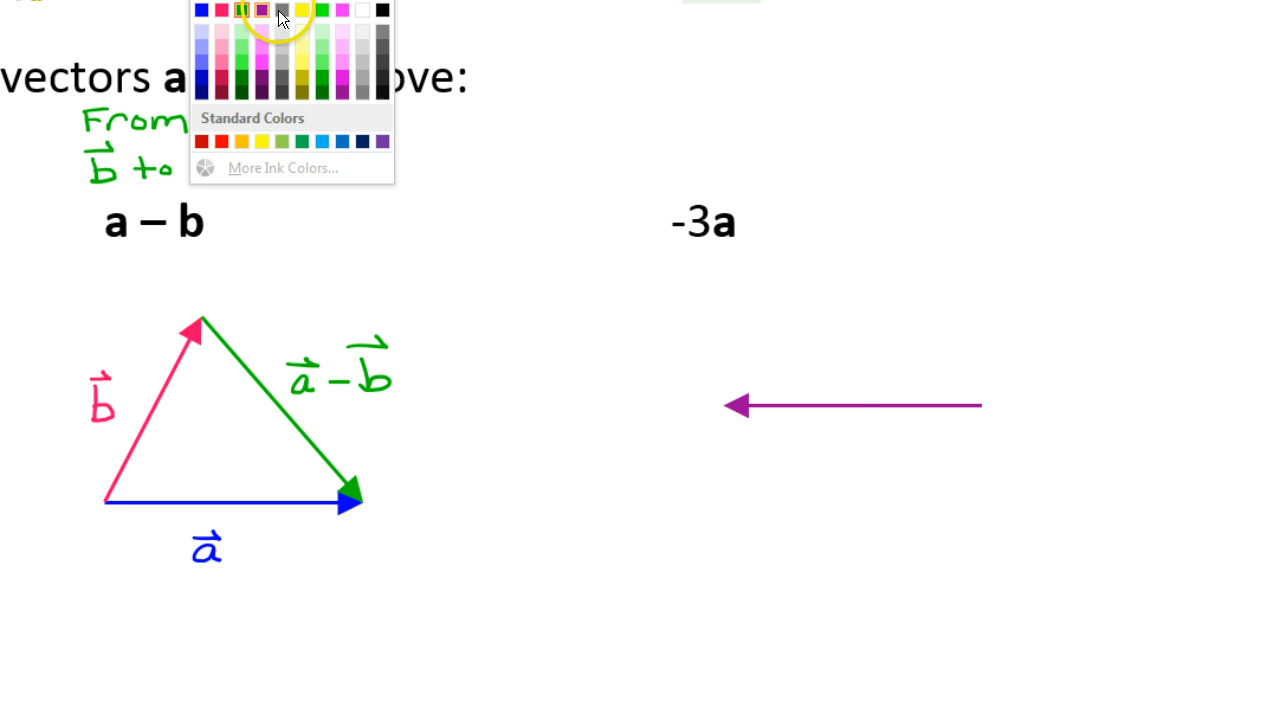 vectors a ove:
From
Standard Colors
b⃗ to
More Ink Colors...
a – b
-3a
a⃗ – b⃗
b⃗
a⃗